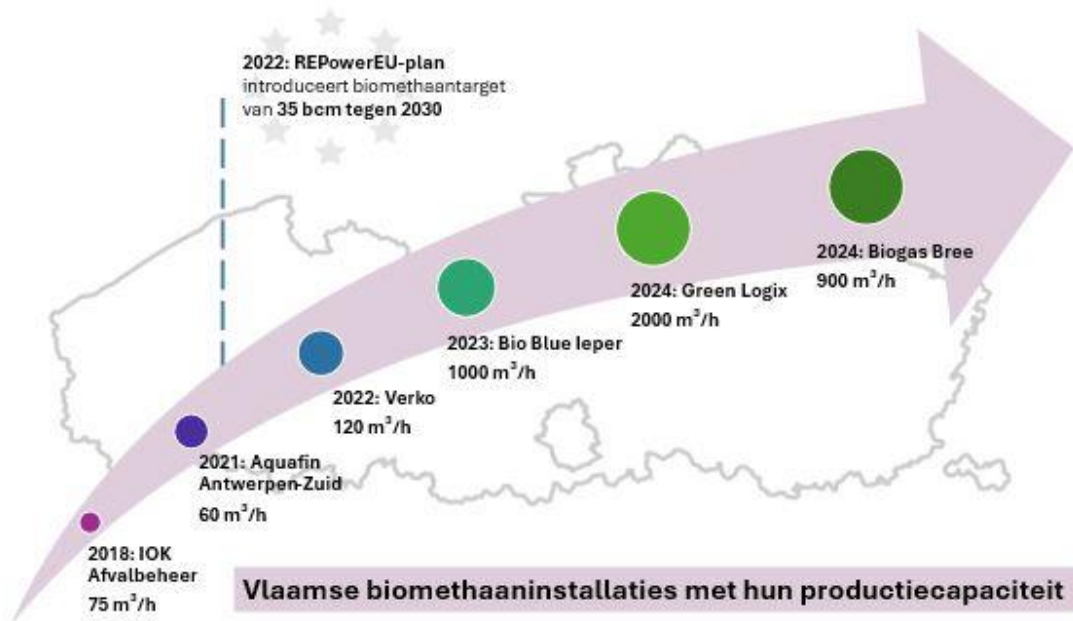 2022: REPowerEU-plan
introduceert biomethaantarget
van 35 bcm tegen 2030
2024: Biogas Bree
900 m³/h
2024: Green Logix
2000 m³/h
2023: Bio Blue Ieper
1000 m³/h
2022: Verko
120 m³/h
2021: Aquafin
Antwerpen-Zuid
60 m³/h
2018: IOK
Afvalbeheer
75 m³/h
Vlaamse biomethaaninstallaties met hun productiecapaciteit